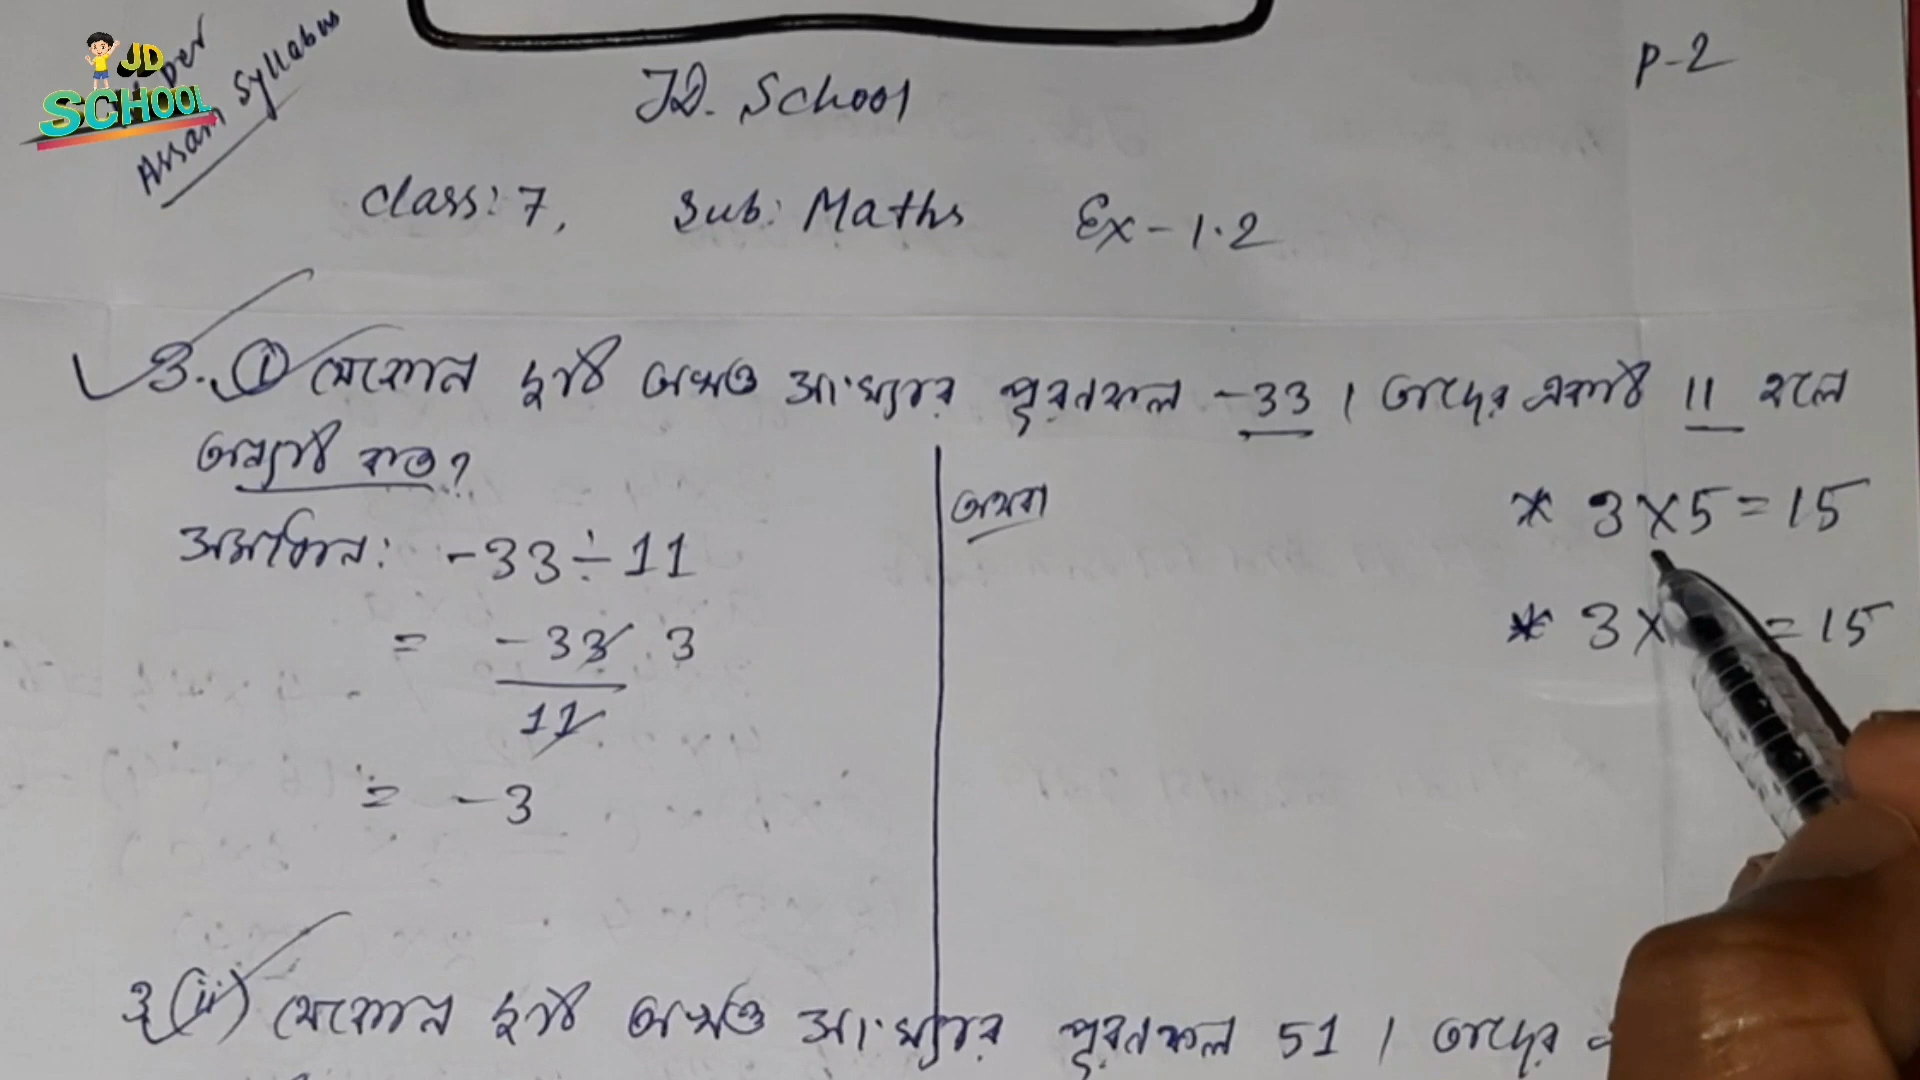 JD
SCHOOL
Assam Syllabus
P-2
JD. School
class: 7, Sub: Maths Ex-1.2
3. (i) যেকোন দুটি অখণ্ড সংখ্যার পূরণফল -33। তাদের একটি 11 হলে
অন্যটি কত?
সমাধান: -33÷11
= -33 3
11
= -3
অথবা
* 3×5=15
* 3× =15
3(ii) যেকোন দুটি অখণ্ড সংখ্যার পূরণফল 51। তাদের